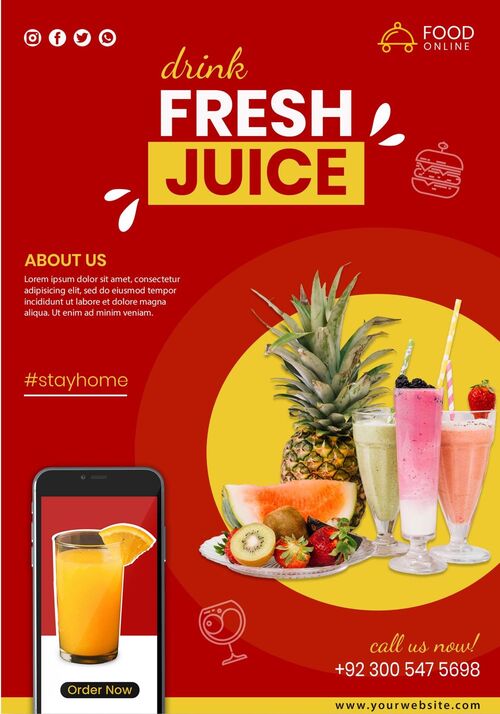 FOOD
ONLINE
drink
FRESH
JUICE
ABOUT US
Lorem ipsum dolor sit amet, consectetur
adipiscing elit, sed do eiusmod tempor
incididunt ut labore et dolore magna
aliqua. Ut enim ad minim veniam.
#stayhome
Order Now
call us now!
+92 300 547 5698
www.yourwebsite.com